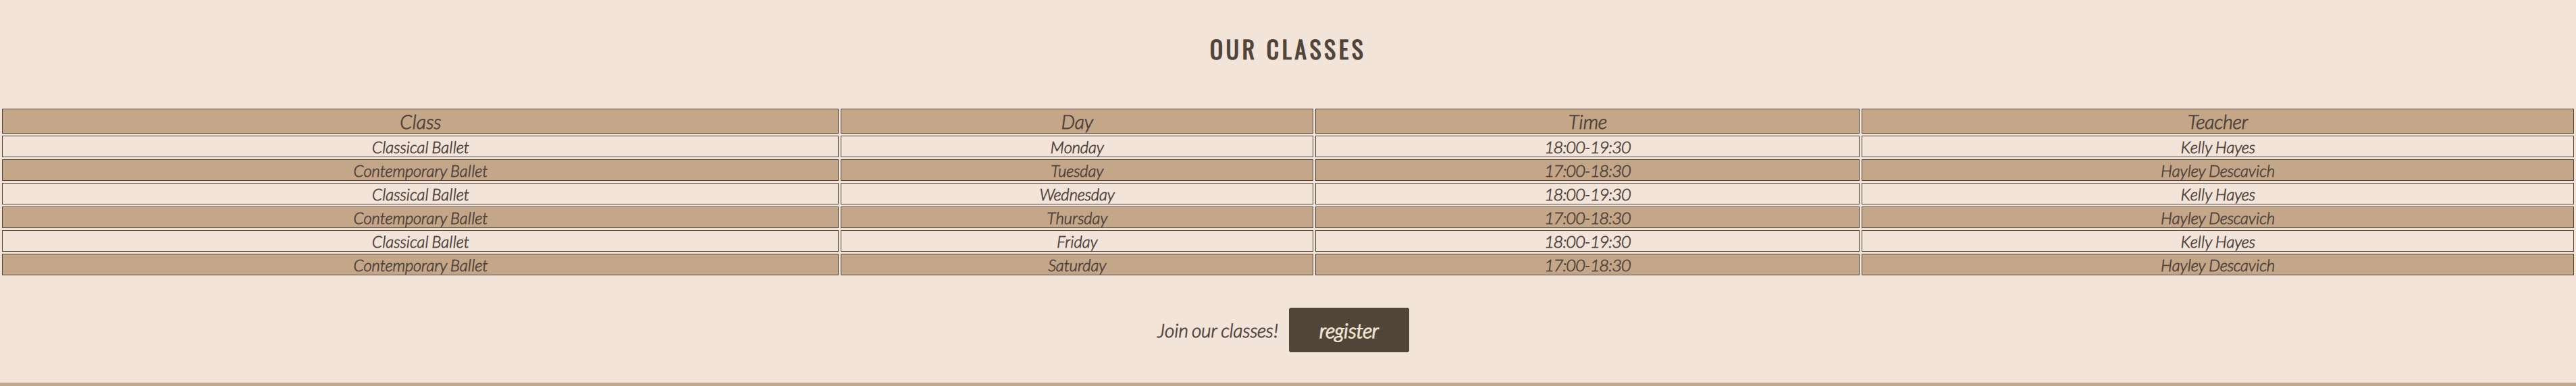 OUR CLASSES
Class Day Time Teacher
Classical Ballet Monday 18:00-19:30 Kelly Hayes
Contemporary Ballet Tuesday 17:00-18:30 Hayley Descavich
Classical Ballet Wednesday 18:00-19:30 Kelly Hayes
Contemporary Ballet Thursday 17:00-18:30 Hayley Descavich
Classical Ballet Friday 18:00-19:30 Kelly Hayes
Contemporary Ballet Saturday 17:00-18:30 Hayley Descavich
Join our classes! register